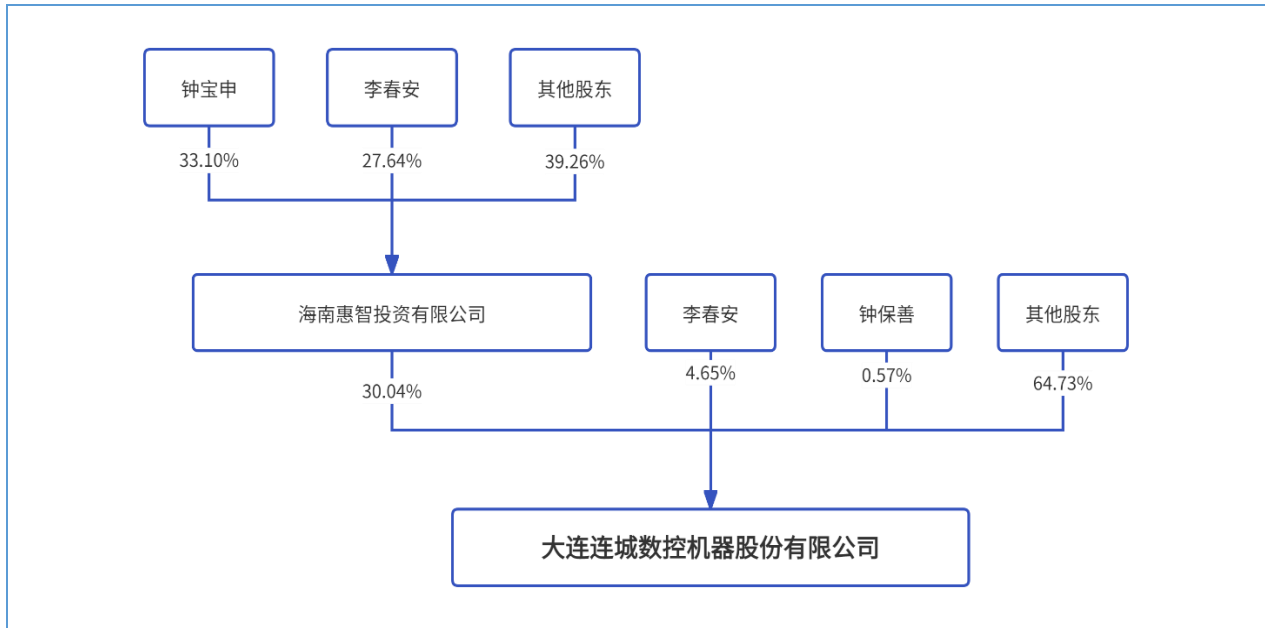 钟宝申
李春安
其他股东
33.10%
27.64%
39.26%
海南惠智投资有限公司
李春安
钟保善
其他股东
30.04%
4.65%
0.57%
64.73%
大连连城数控机器股份有限公司